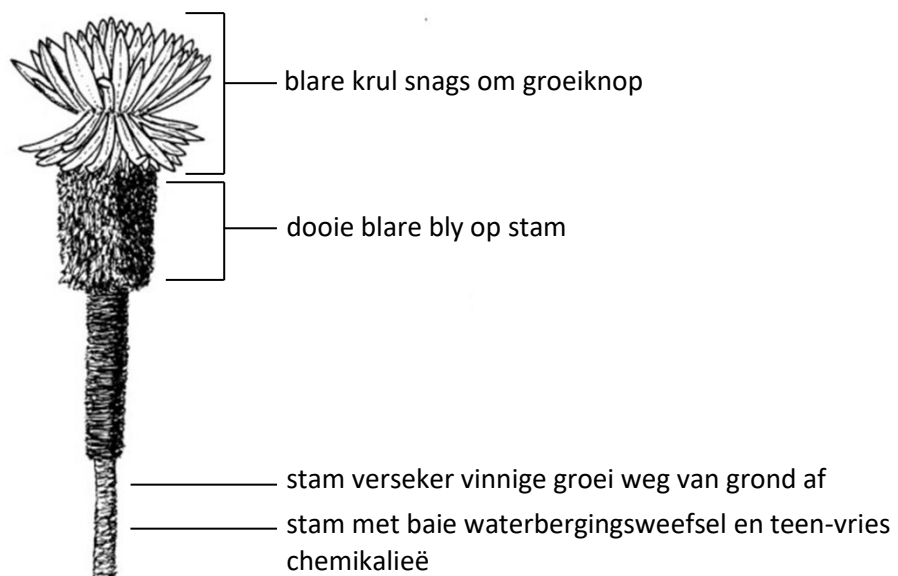 blare krul snags om groeiknop
dooie blare bly op stam
stam verseker vinnige groei weg van grond af
stam met baie waterbergingsweefsel en teen-vries
chemikalieë